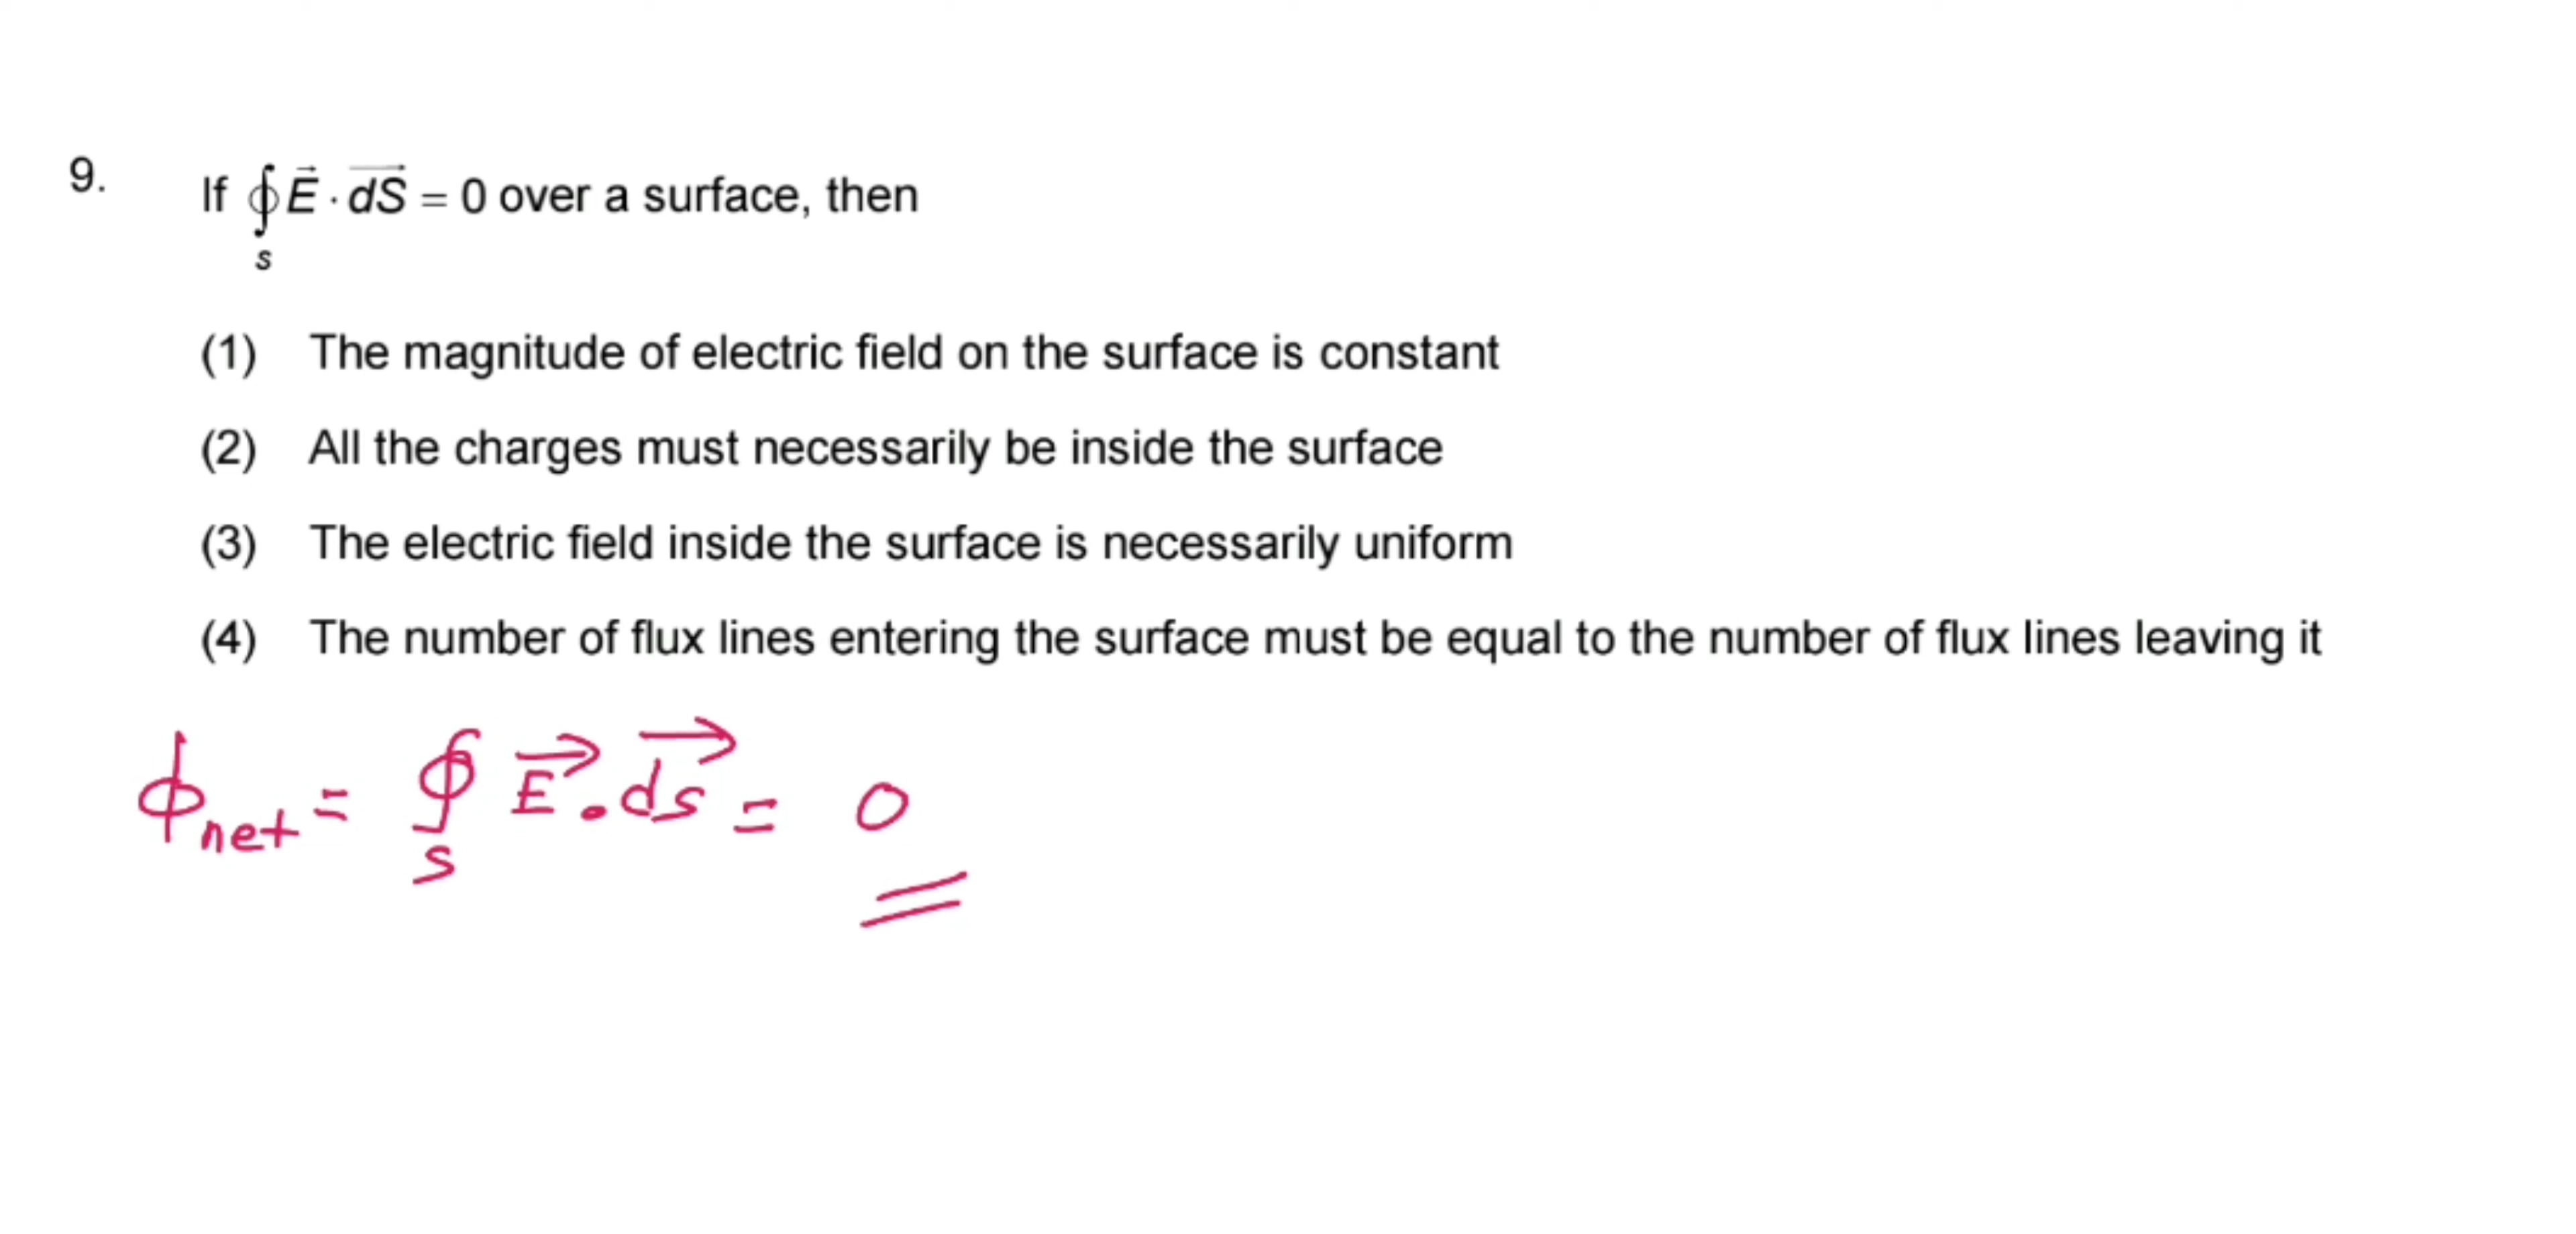 9. If ∮ₛ E⃗ · dS⃗ = 0 over a surface, then
(1) The magnitude of electric field on the surface is constant
(2) All the charges must necessarily be inside the surface
(3) The electric field inside the surface is necessarily uniform
(4) The number of flux lines entering the surface must be equal to the number of flux lines leaving it
ϕnet = ∮ₛ E⃗ . ds⃗ = 0